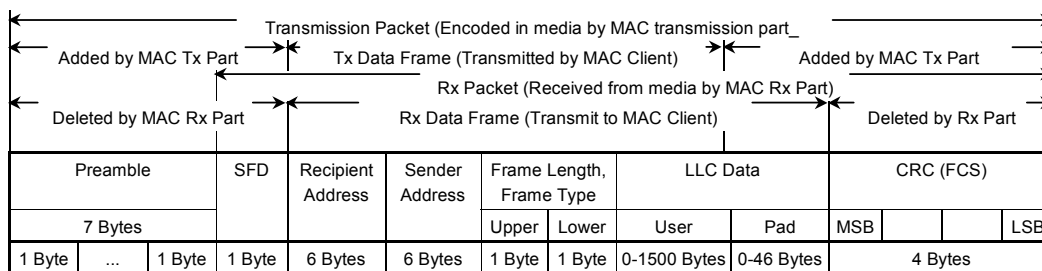 Transmission Packet (Encoded in media by MAC transmission part_
Added by MAC Tx Part Tx Data Frame (Transmitted by MAC Client) Added by MAC Tx Part
Rx Packet (Received from media by MAC Rx Part)
Deleted by MAC Rx Part Rx Data Frame (Transmit to MAC Client) Deleted by Rx Part
Preamble SFD Recipient Sender Frame Length, LLC Data CRC (FCS)
Address Address Frame Type
7 Bytes Upper Lower User Pad MSB LSB
1 Byte ... 1 Byte 1 Byte 6 Bytes 6 Bytes 1 Byte 1 Byte 0-1500 Bytes 0-46 Bytes 4 Bytes